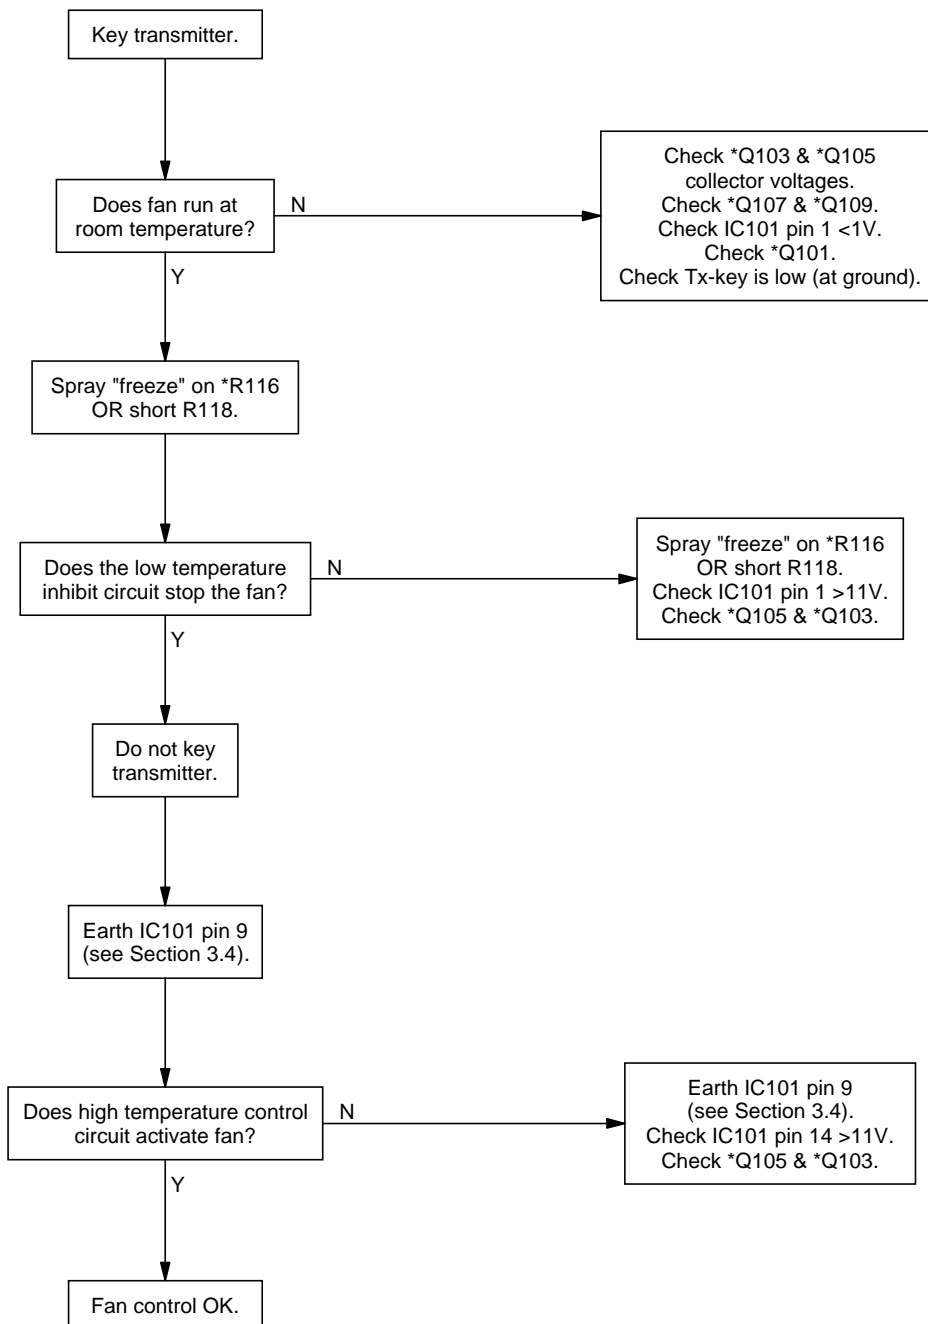 Key transmitter.
Does fan run at
room temperature?
N
Check *Q103 & *Q105
collector voltages.
Check *Q107 & *Q109.
Check IC101 pin 1 <1V.
Check *Q101.
Check Tx-key is low (at ground).
Y
Spray "freeze" on *R116
OR short R118.
Does the low temperature
inhibit circuit stop the fan?
N
Spray "freeze" on *R116
OR short R118.
Check IC101 pin 1 >11V.
Check *Q105 & *Q103.
Y
Do not key
transmitter.
Earth IC101 pin 9
(see Section 3.4).
Does high temperature control
circuit activate fan?
N
Earth IC101 pin 9
(see Section 3.4).
Check IC101 pin 14 >11V.
Check *Q105 & *Q103.
Y
Fan control OK.